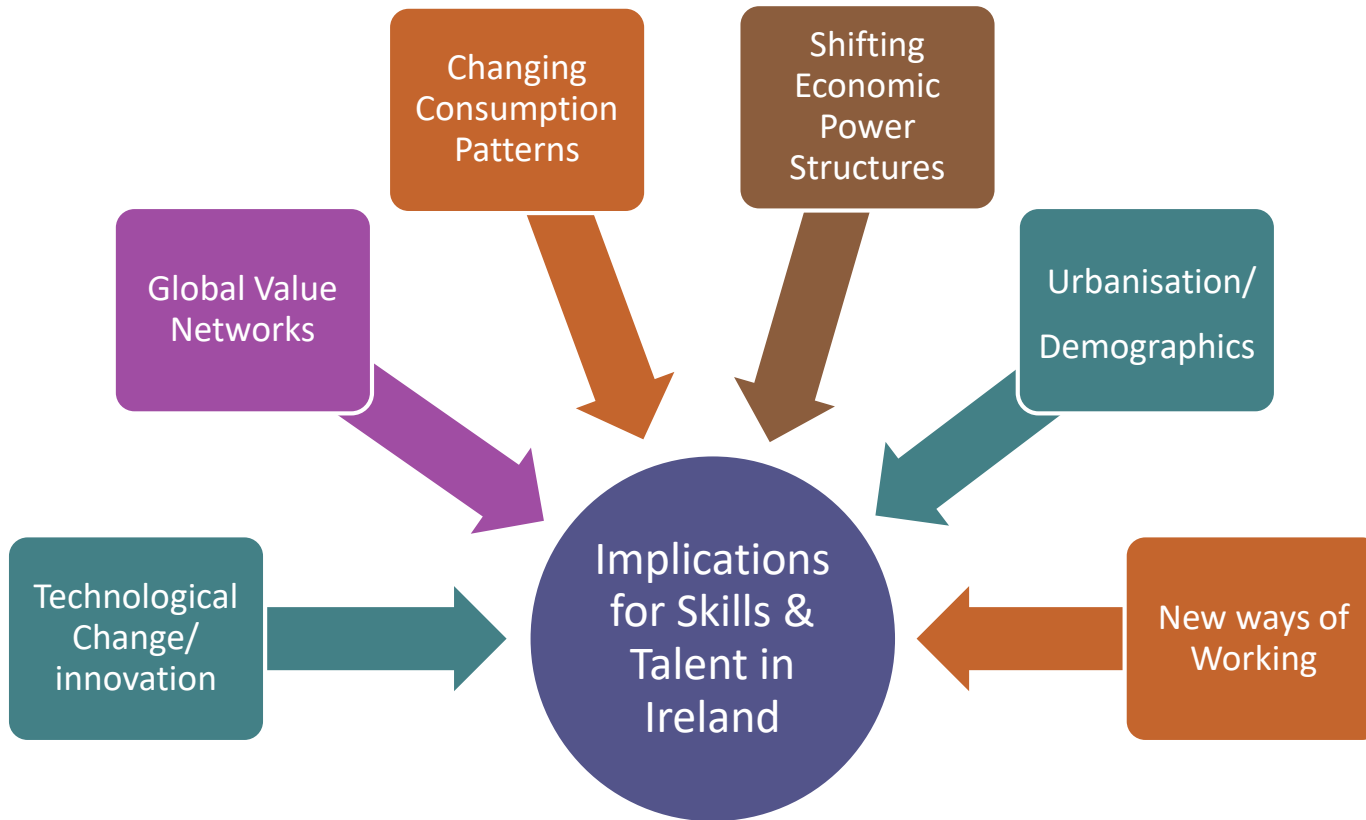 Technological
Change/
innovation
Global Value
Networks
Changing
Consumption
Patterns
Shifting
Economic
Power
Structures
Urbanisation/
Demographics
New ways of
Working
Implications
for Skills &
Talent in
Ireland